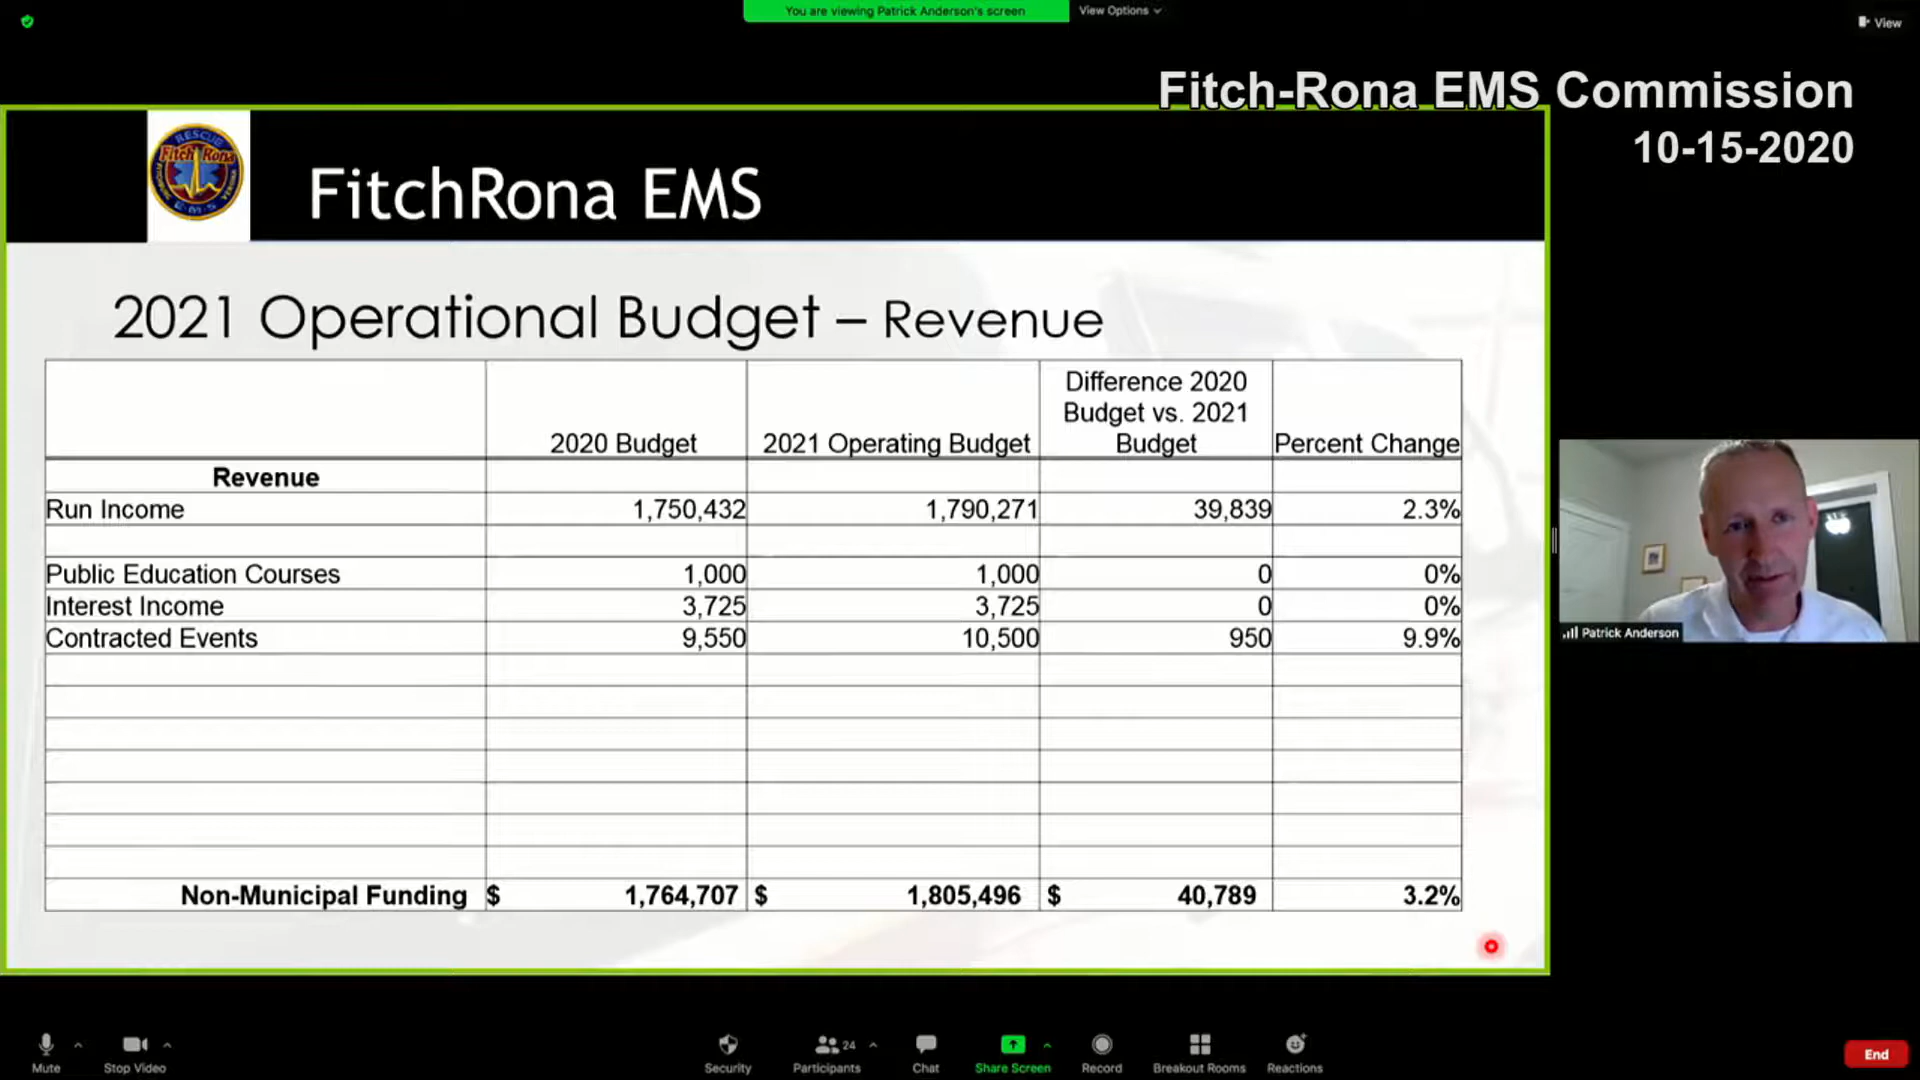 You are viewing Patrick Anderson's screen
View Options
View
Fitch-Rona EMS Commission
10-15-2020
RESCUE
Fitch Rona
E·M·S
FitchRona EMS
2021 Operational Budget – Revenue
2020 Budget 2021 Operating Budget Difference 2020 Budget vs. 2021 Budget Percent Change
Revenue
Run Income 1,750,432 1,790,271 39,839 2.3%
Public Education Courses 1,000 1,000 0 0%
Interest Income 3,725 3,725 0 0%
Contracted Events 9,550 10,500 950 9.9%
Non-Municipal Funding $ 1,764,707 $ 1,805,496 $ 40,789 3.2%
Patrick Anderson
Mute
Stop Video
Security
24
Participants
Chat
Share Screen
Record
Breakout Rooms
Reactions
End